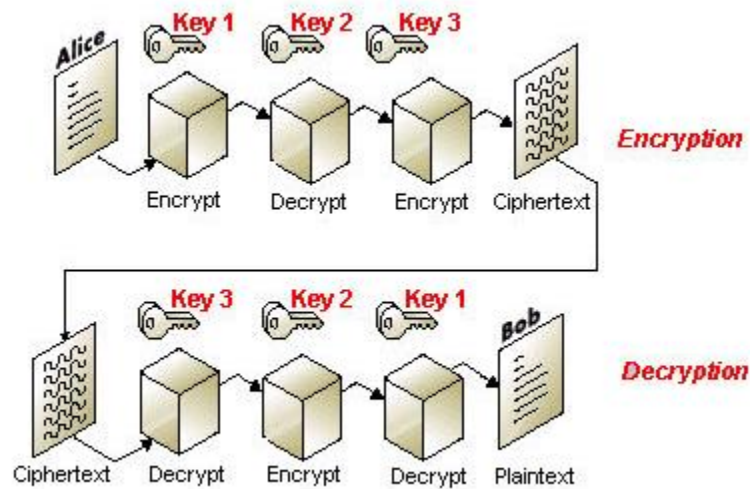 Key 1 Key 2 Key 3
Alice
Encryption
Encrypt Decrypt Encrypt Ciphertext
Key 3 Key 2 Key 1
Bob
Decryption
Ciphertext Decrypt Encrypt Decrypt Plaintext